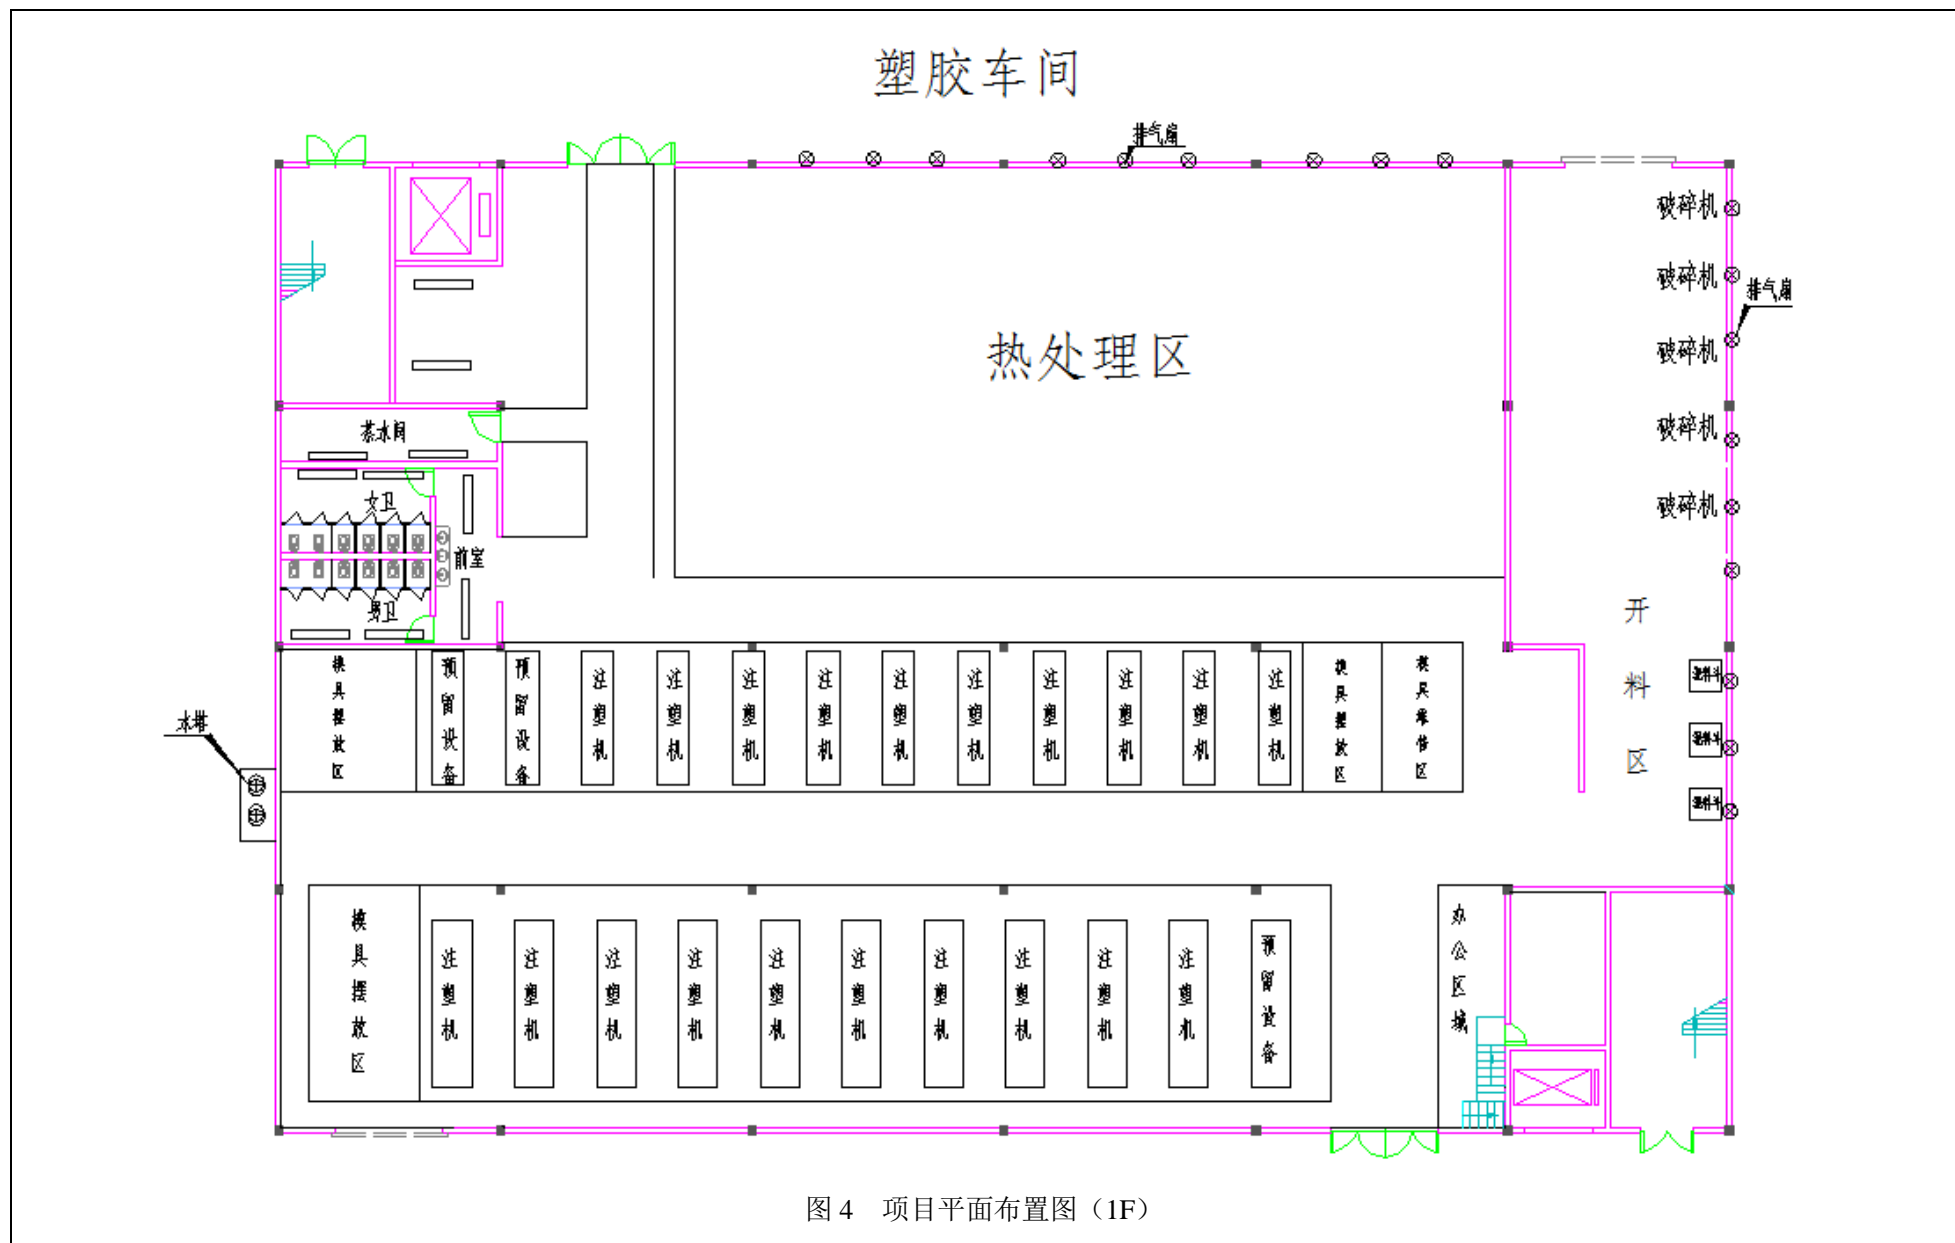 塑胶车间
排气扇
破碎机
破碎机
排气扇
破碎机
热处理区
破碎机
茶水间
破碎机
女卫
前室
男卫
开料区
模具摆放区
预留设备
预留设备
注塑机
注塑机
注塑机
注塑机
注塑机
注塑机
注塑机
注塑机
注塑机
注塑机
模具摆放区
模具维修区
水塔
模具摆放区
注塑机
注塑机
注塑机
注塑机
注塑机
注塑机
注塑机
注塑机
注塑机
注塑机
预留设备
办公区域
图 4 项目平面布置图（1F）